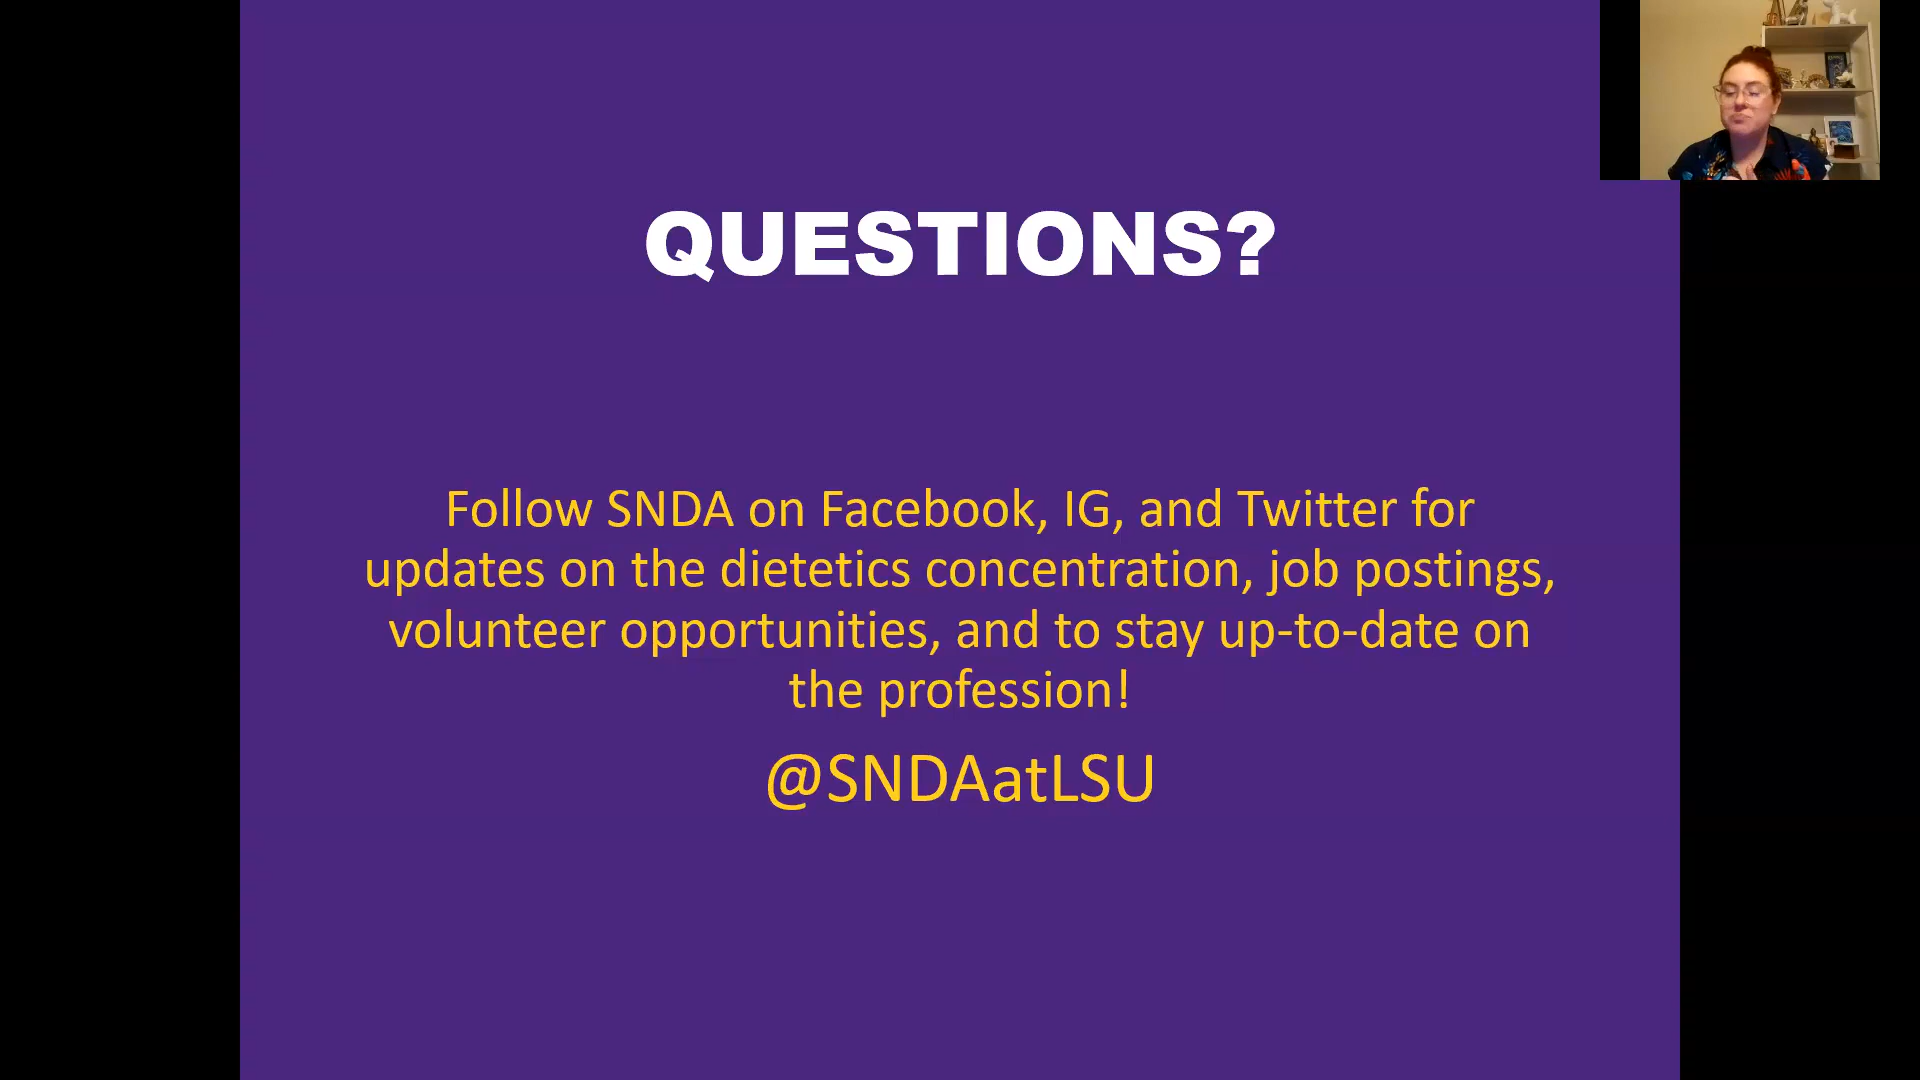 QUESTIONS?
Follow SNDA on Facebook, IG, and Twitter for
updates on the dietetics concentration, job postings,
volunteer opportunities, and to stay up-to-date on
the profession!
@SNDAatLSU